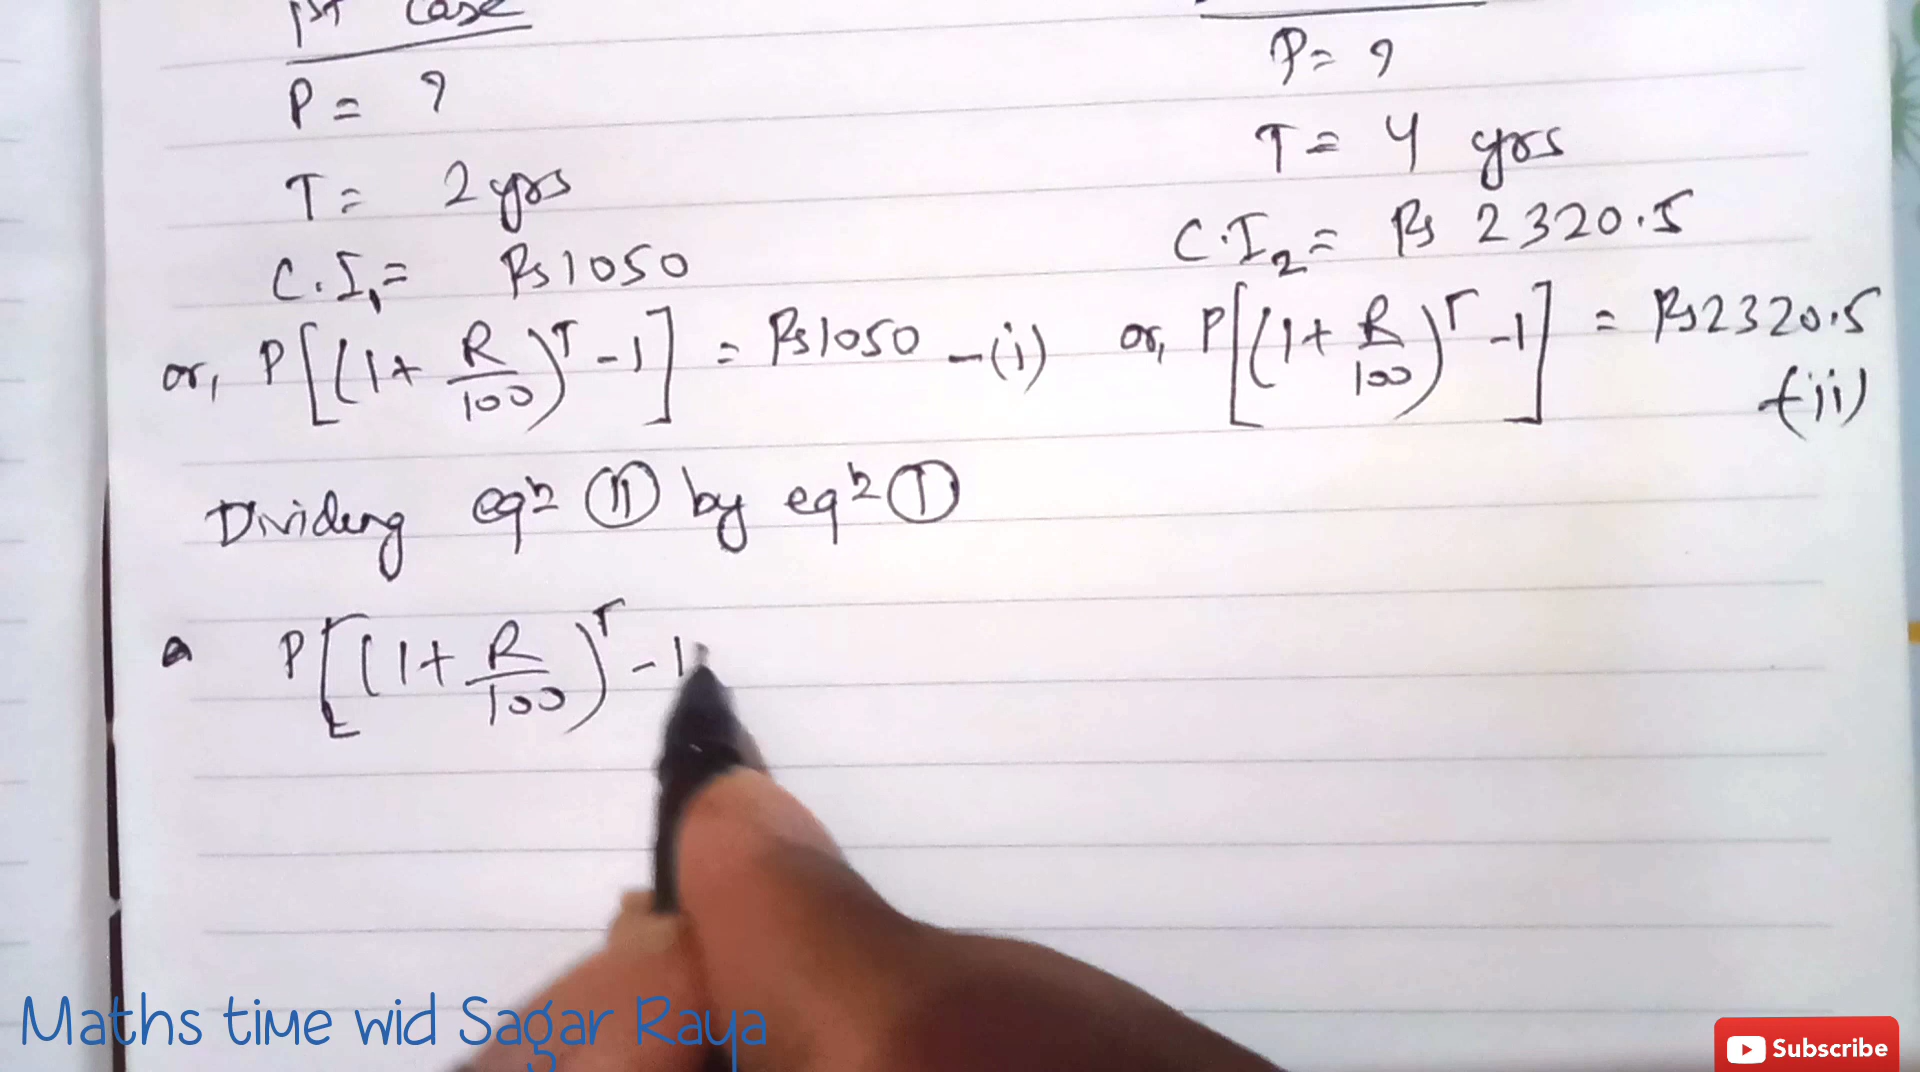 1st case
P = ?
T = 2 yrs
C.I₁ = Rs 1050
or, P[(1 + R/100)ᵀ - 1] = Rs 1050 -(i)
P = ?
T = 4 yrs
C.I₂ = Rs 2320.5
or, P[(1 + R/100)ᵀ - 1] = Rs 2320.5
-(ii)
Dividing eqⁿ (II) by eqⁿ (I)
P[(1 + R/100)ᵀ - 1
Maths time wid Sagar Raya
Subscribe